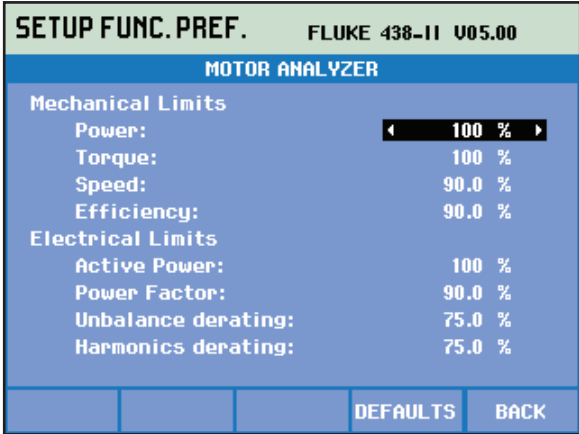 SETUP FUNC. PREF. FLUKE 438-II V05.00
MOTOR ANALYZER
Mechanical Limits
Power: 100 %
Torque: 100 %
Speed: 90.0 %
Efficiency: 90.0 %
Electrical Limits
Active Power: 100 %
Power Factor: 90.0 %
Unbalance derating: 75.0 %
Harmonics derating: 75.0 %
DEFAULTS BACK